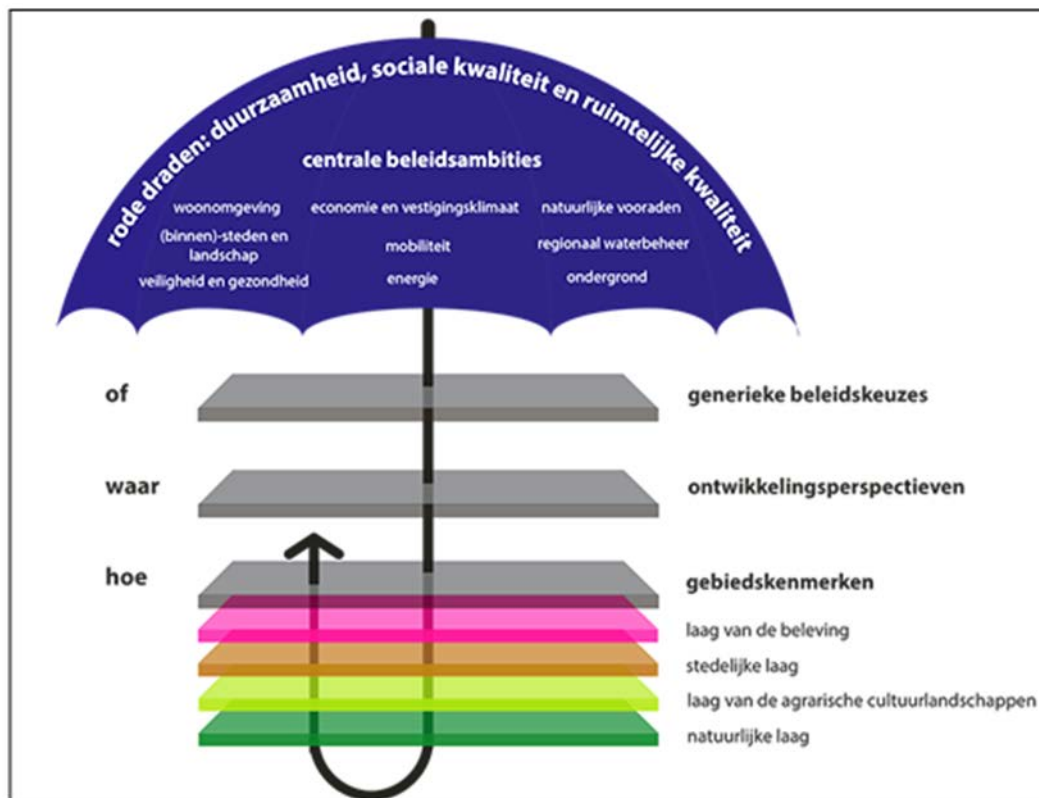 rode draden: duurzaamheid, sociale kwaliteit en ruimtelijke kwaliteit
centrale beleidsambities
woonomgeving
economie en vestigingsklimaat
natuurlijke vooraden
(binnen)-steden en
landschap
mobiliteit
regionaal waterbeheer
veiligheid en gezondheid
energie
ondergrond
of
generieke beleidskeuzes
waar
ontwikkelingsperspectieven
hoe
gebiedskenmerken
laag van de beleving
stedelijke laag
laag van de agrarische cultuurlandschappen
natuurlijke laag